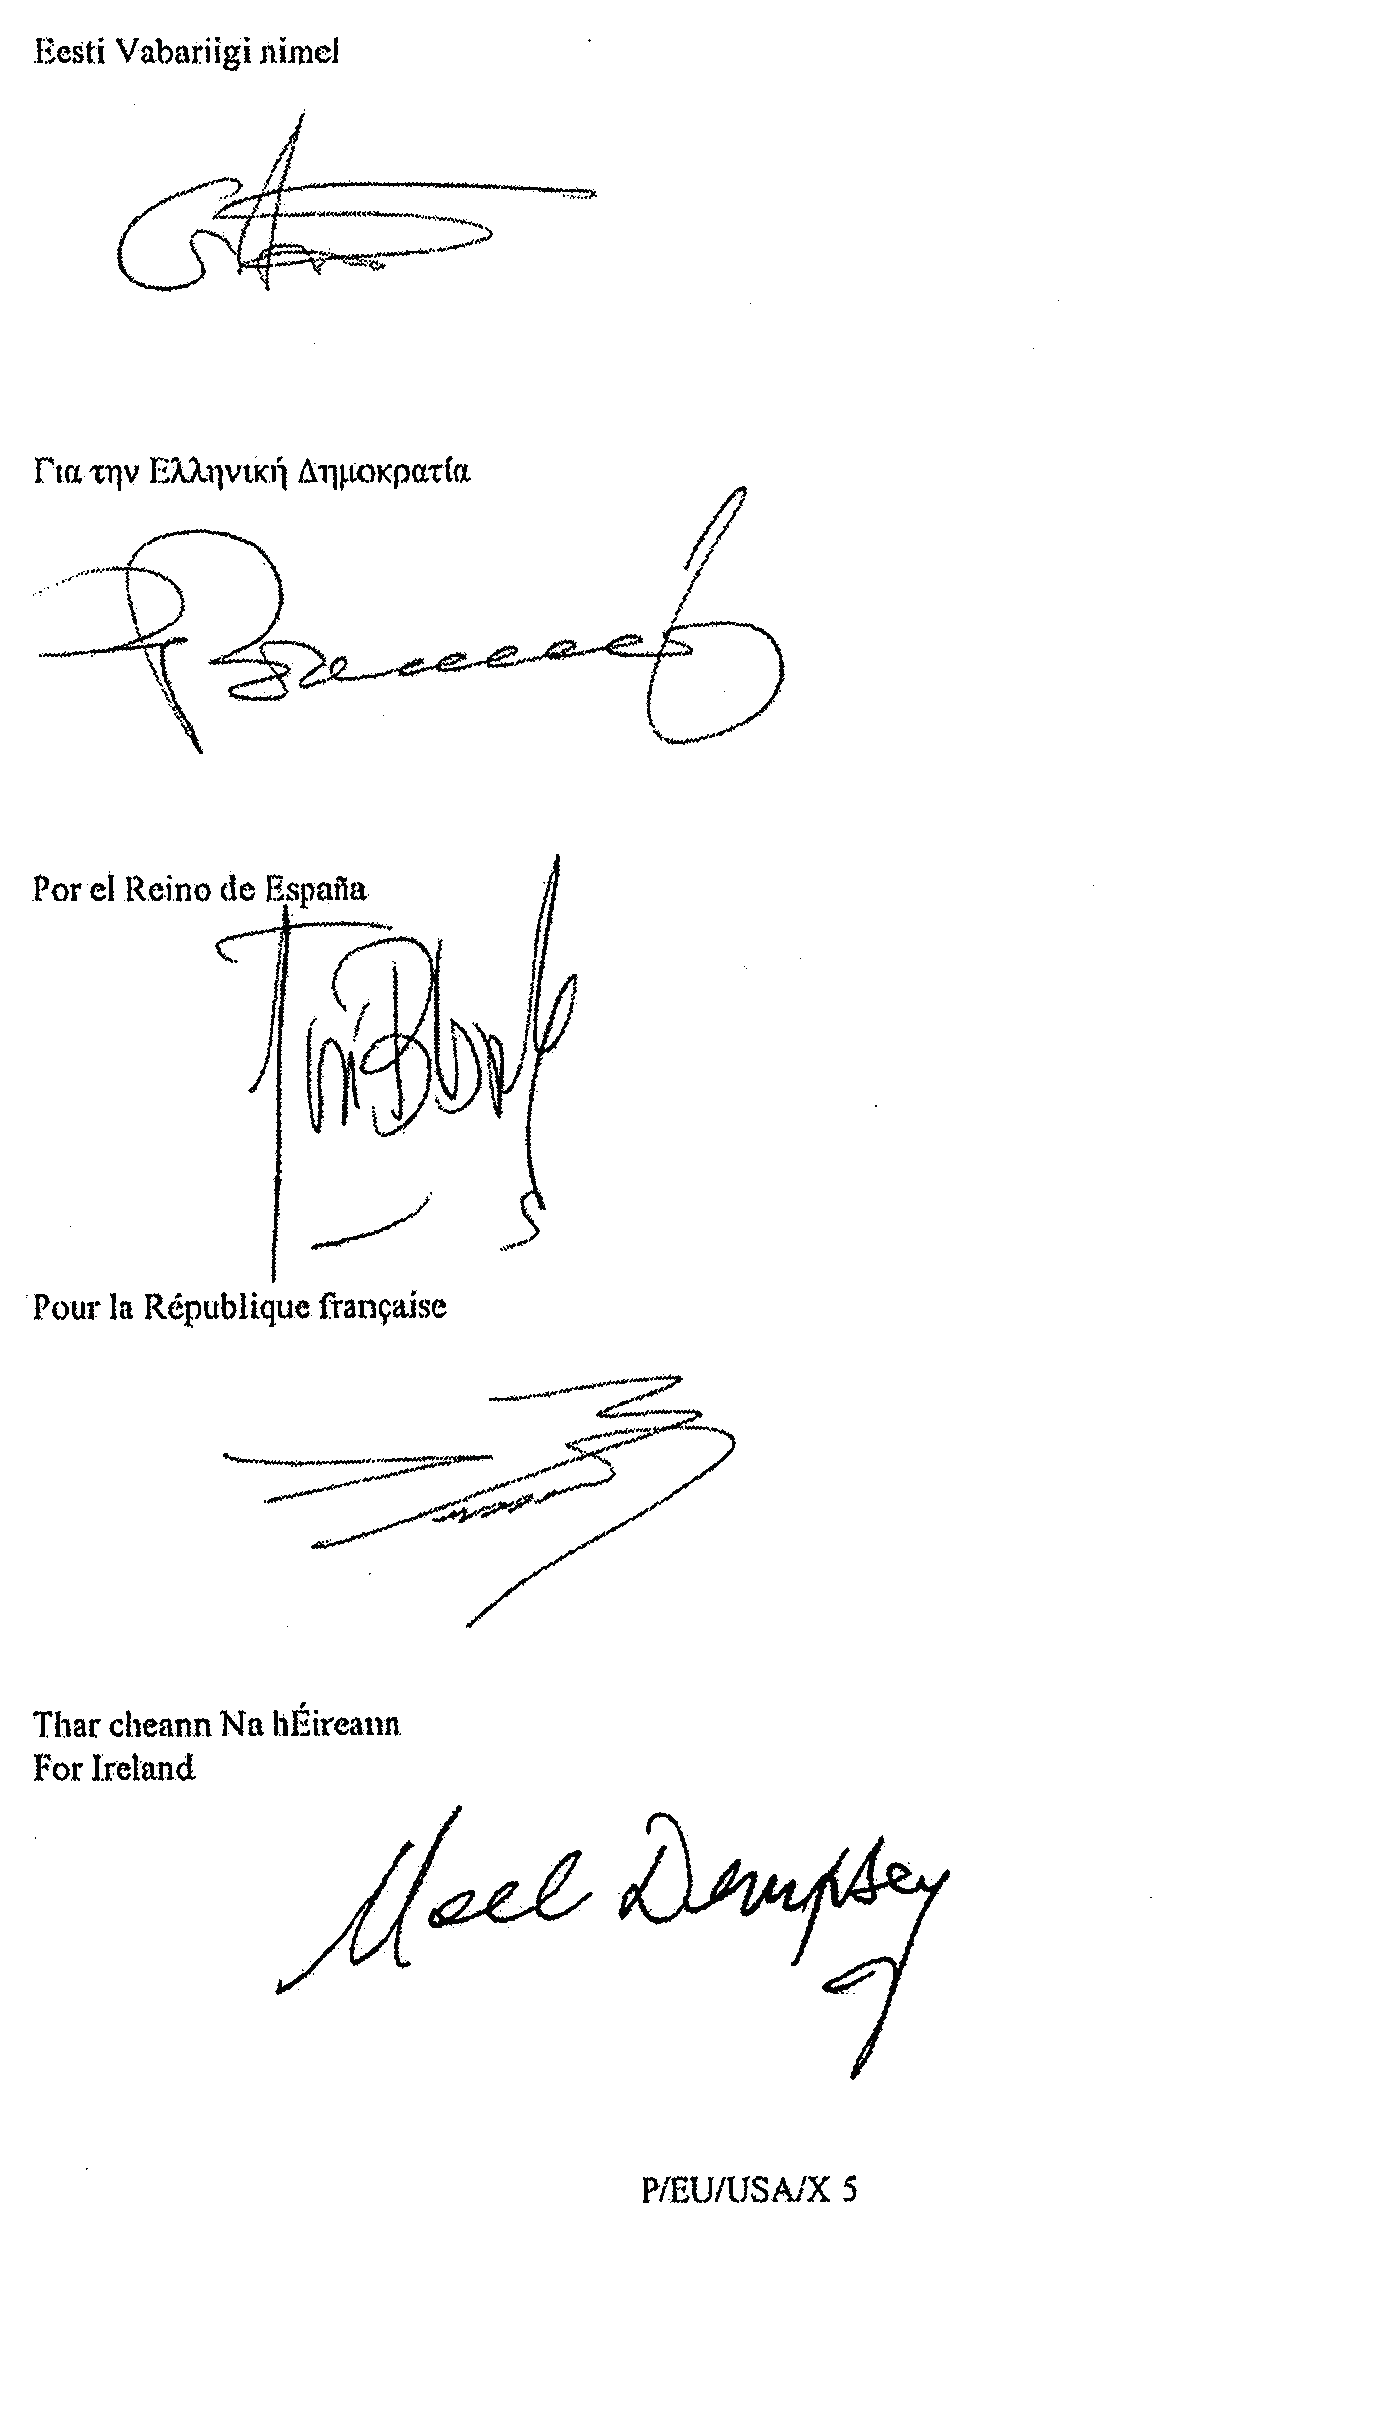 Eesti Vabariigi nimel
Για την Ελληνική Δημοκρατία
Por el Reino de España
Pour la République française
Thar cheann Na hÉireann
For Ireland
Noel Dempsey
P/EU/USA/X 5